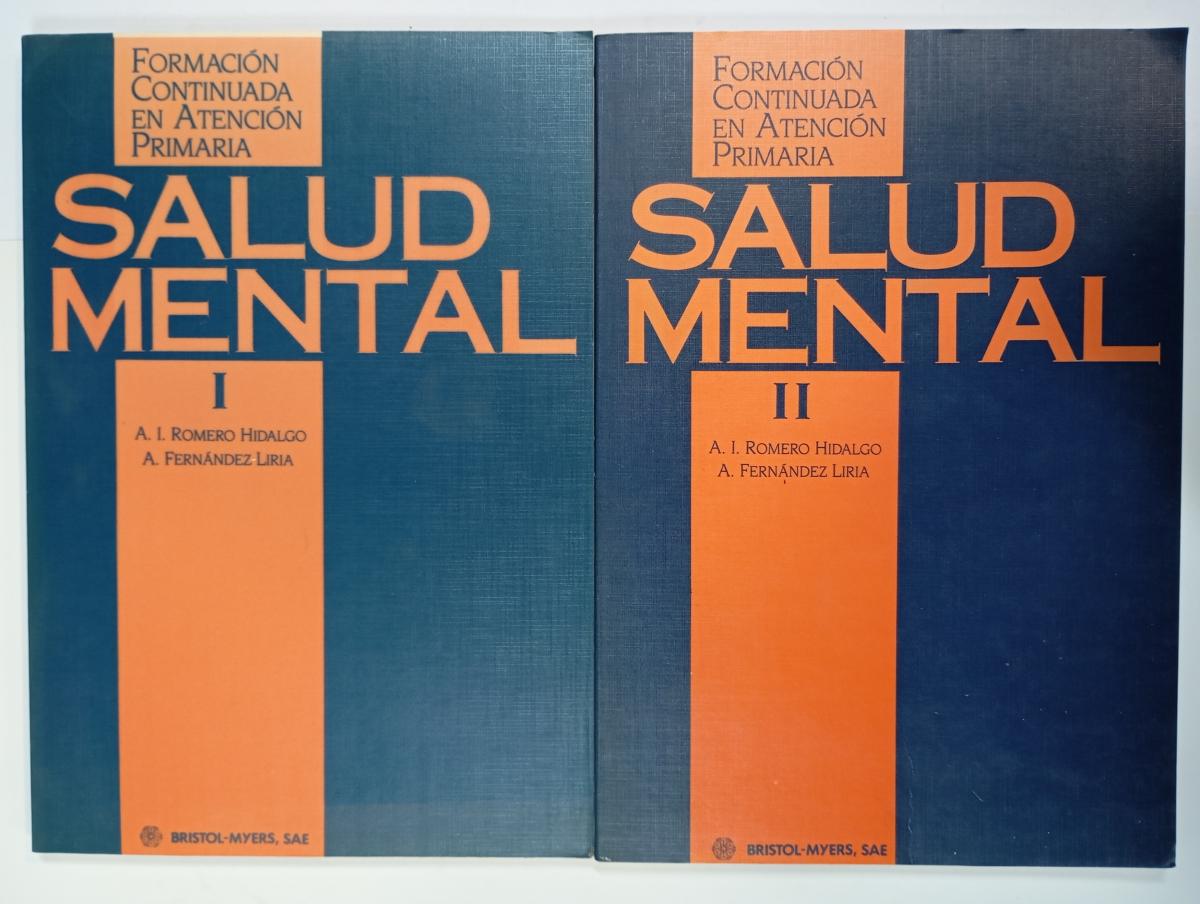 FORMACIÓN
CONTINUADA
EN ATENCIÓN
PRIMARIA
SALUD
MENTAL
I
A. I. ROMERO HIDALGO
A. FERNÁNDEZ-LIRIA
BRISTOL-MYERS, SAE
FORMACIÓN
CONTINUADA
EN ATENCIÓN
PRIMARIA
SALUD
MENTAL
II
A. I. ROMERO HIDALGO
A. FERNÁNDEZ LIRIA
BRISTOL-MYERS, SAE